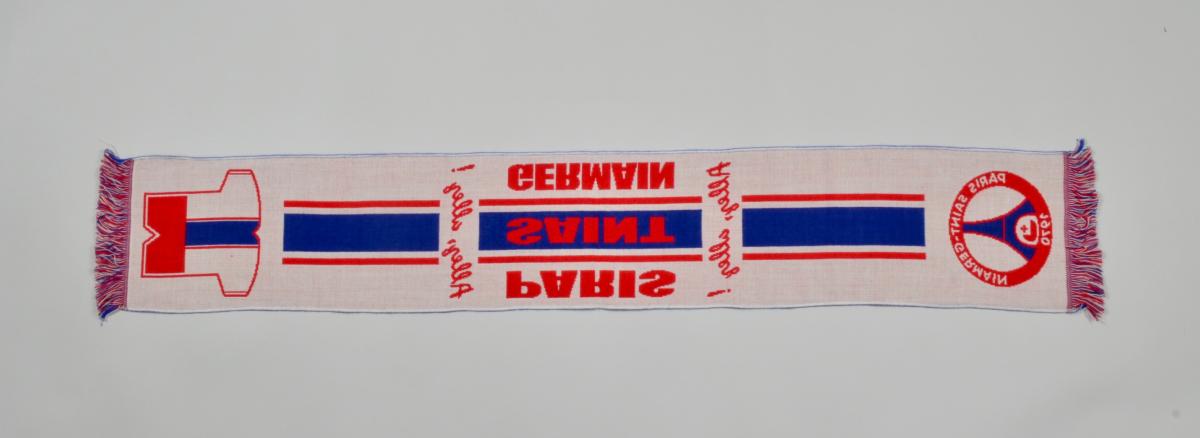 Allez, allez !
PARIS
SAINT
GERMAIN
Allez, allez !
PARIS SAINT-GERMAIN
1970